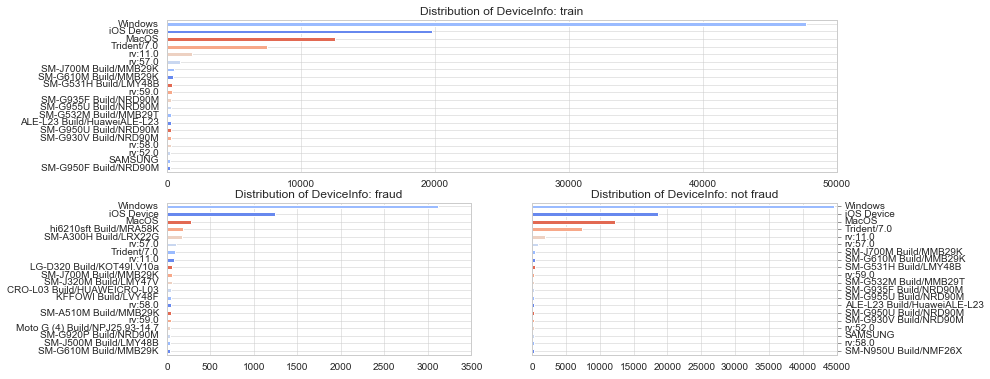 Distribution of DeviceInfo: train
Windows
iOS Device
MacOS
Trident/7.0
rv:11.0
rv:57.0
SM-J700M Build/MMB29K
SM-G610M Build/MMB29K
SM-G531H Build/LMY48B
rv:59.0
SM-G935F Build/NRD90M
SM-G955U Build/NRD90M
SM-G532M Build/MMB29T
ALE-L23 Build/HuaweiALE-L23
SM-G950U Build/NRD90M
SM-G930V Build/NRD90M
rv:58.0
rv:52.0
SAMSUNG
SM-G950F Build/NRD90M
0 10000 20000 30000 40000 50000
Distribution of DeviceInfo: fraud
Windows
iOS Device
MacOS
hi6210sft Build/MRA58K
SM-A300H Build/LRX22G
rv:57.0
Trident/7.0
rv:11.0
LG-D320 Build/KOT49I.V10a
SM-J700M Build/MMB29K
SM-J320M Build/LMY47V
CRO-L03 Build/HUAWEICRO-L03
KFFOWI Build/LVY48F
rv:58.0
SM-A510M Build/MMB29K
rv:59.0
Moto G (4) Build/NPJ25.93-14.7
SM-G920P Build/NRD90M
SM-J500M Build/LMY48B
SM-G610M Build/MMB29K
0 500 1000 1500 2000 2500 3000 3500
Distribution of DeviceInfo: not fraud
Windows
iOS Device
MacOS
Trident/7.0
rv:11.0
rv:57.0
SM-J700M Build/MMB29K
SM-G610M Build/MMB29K
SM-G531H Build/LMY48B
rv:59.0
SM-G532M Build/MMB29T
SM-G935F Build/NRD90M
SM-G955U Build/NRD90M
ALE-L23 Build/HuaweiALE-L23
SM-G950U Build/NRD90M
SM-G930V Build/NRD90M
rv:52.0
SAMSUNG
rv:58.0
SM-N950U Build/NMF26X
0 5000 10000 15000 20000 25000 30000 35000 40000 45000